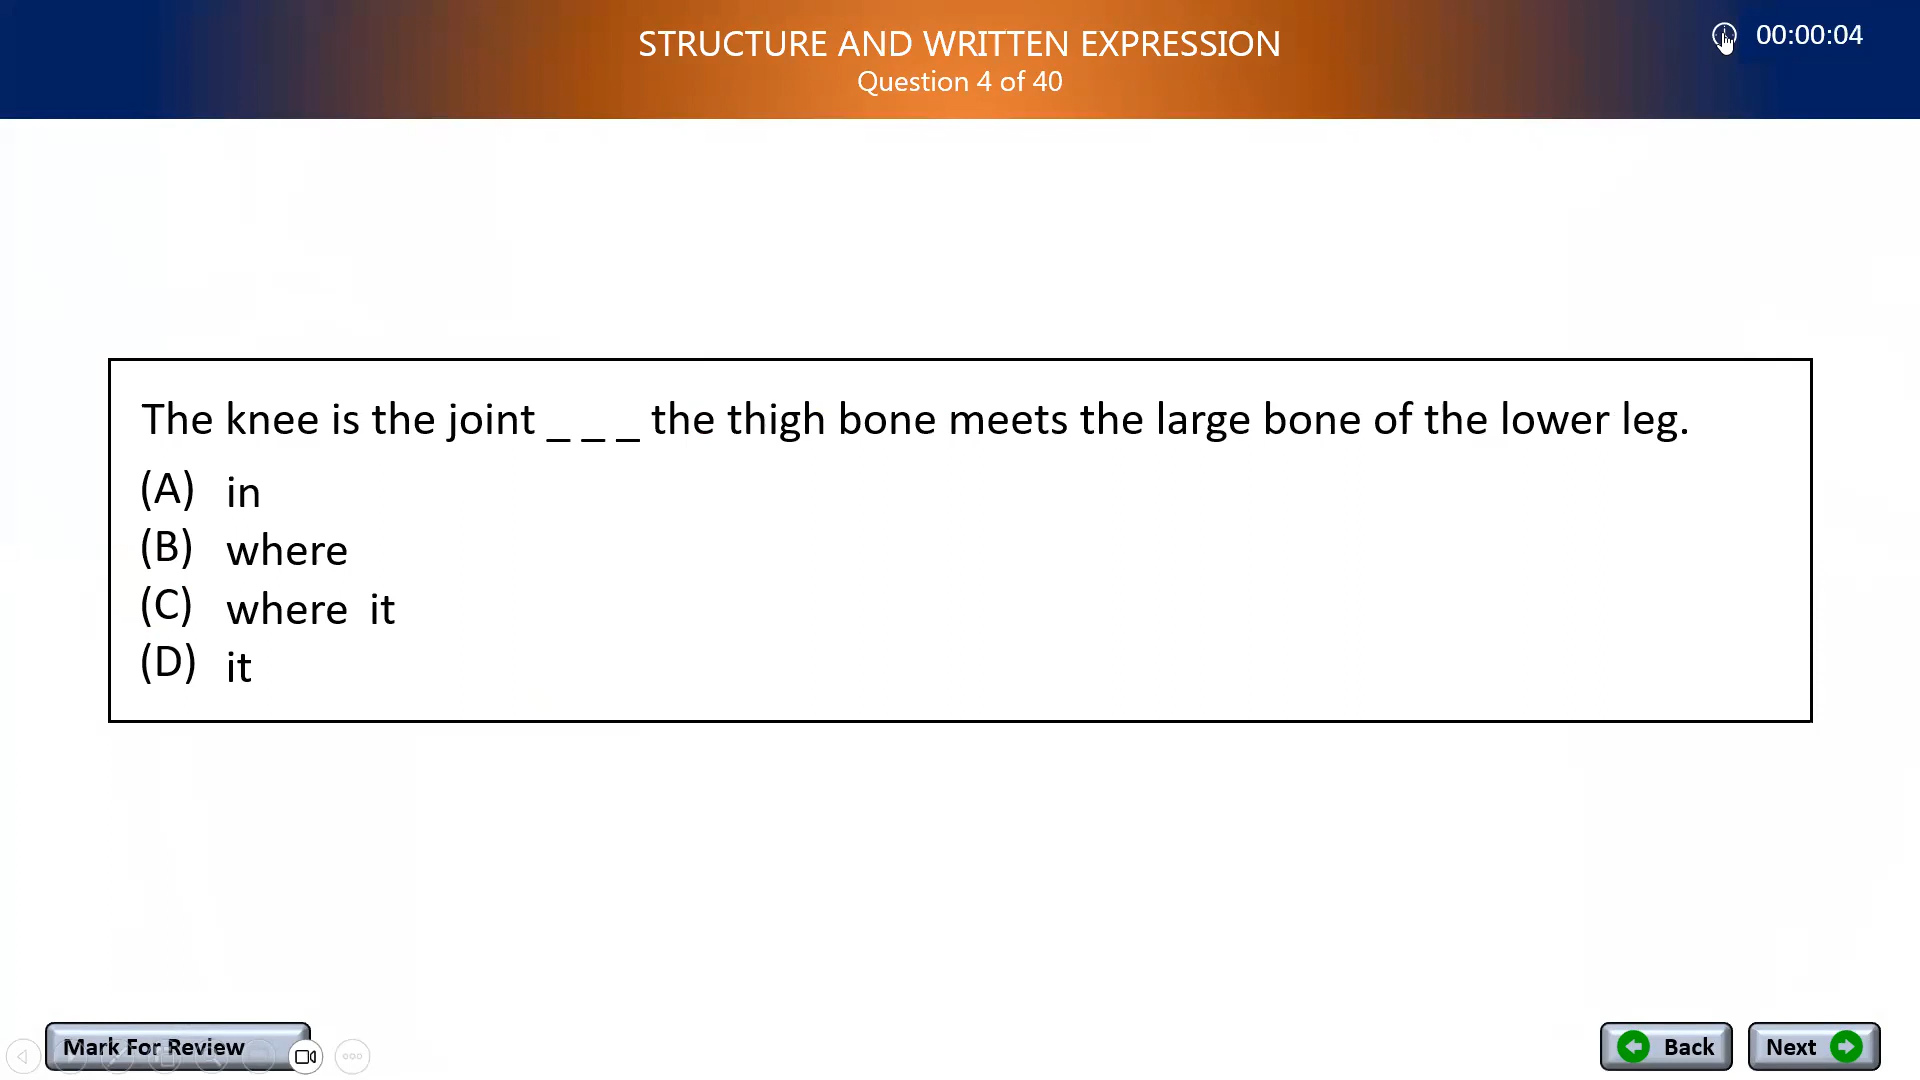 STRUCTURE AND WRITTEN EXPRESSION
Question 4 of 40
00:00:04
The knee is the joint _ _ _ the thigh bone meets the large bone of the lower leg.
(A) in
(B) where
(C) where it
(D) it
Mark For Review
Back
Next